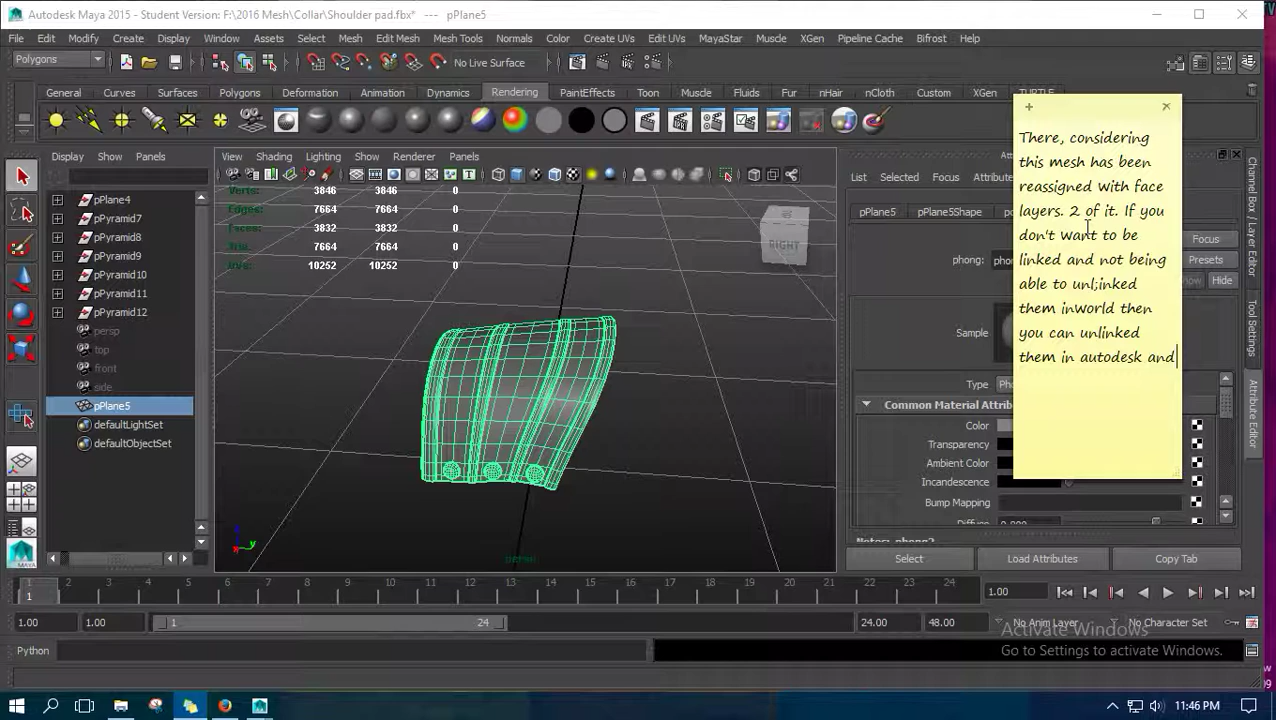 Autodesk Maya 2015 - Student Version: F:\2016 Mesh\Collar\Shoulder pad.fbx* --- pPlane5
File Edit Modify Create Display Window Assets Select Mesh Edit Mesh Mesh Tools Normals Color Create UVs Edit UVs MayaStar Muscle XGen Pipeline Cache Bifrost Help
Polygons
No Live Surface
General Curves Surfaces Polygons Deformation Animation Dynamics Rendering PaintEffects Toon Muscle Fluids Fur nHair nCloth Custom XGen TURTLE
Display Show Panels
pPlane4
pPyramid7
pPyramid8
pPyramid9
pPyramid10
pPyramid11
pPyramid12
persp
top
front
side
pPlane5
defaultLightSet
defaultObjectSet
View Shading Lighting Show Renderer Panels
Verts: 3846 3846 0
Edges: 7664 7664 0
Faces: 3832 3832 0
Tris: 7664 7664 0
UVs: 10252 10252 0
RIGHT
persp
There, considering
this mesh has been
reassigned with face
layers. 2 of it. If you
don't want to be
linked and not being
able to unl;inked
them inworld then
you can unlinked
them in autodesk and
List Selected Focus
pPlane5 pPlane5Shape
Focus
Presets
phong:
Hide
Sample
Type
Common Material
Color
Transparency
Ambient Color
Incandescence
Bump Mapping
Select Load Attributes Copy Tab
Channel Box / Layer Editor
Tool Settings
Attribute Editor
1 2 3 4 5 6 7 8 9 10 11 12 13 14 15 16 17 18 19 20 21 22 23 24
1
1.00
1.00 1.00 1 24 24.00 48.00 No Anim Layer No Character Set
Activate Windows
Go to Settings to activate Windows.
Python
11:46 PM